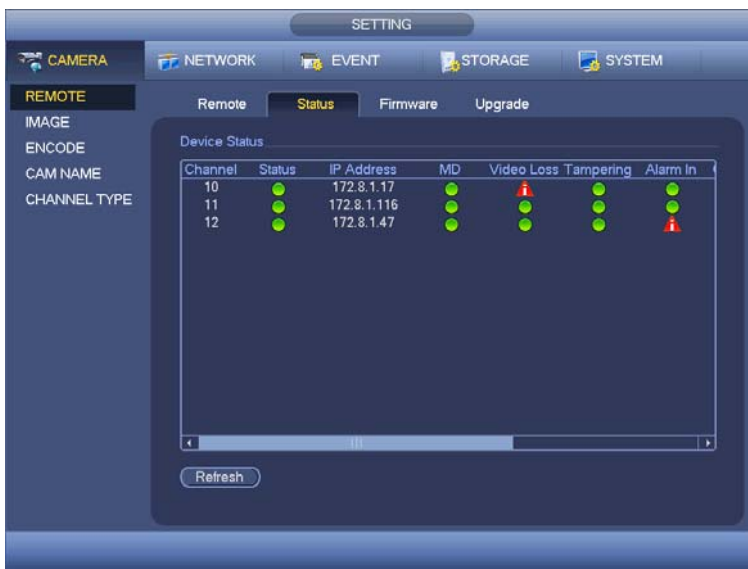 SETTING
CAMERA NETWORK EVENT STORAGE SYSTEM
REMOTE
IMAGE
ENCODE
CAM NAME
CHANNEL TYPE
Remote Status Firmware Upgrade
Device Status
Channel Status IP Address MD Video Loss Tampering Alarm In
10 172.8.1.17
11 172.8.1.116
12 172.8.1.47
Refresh